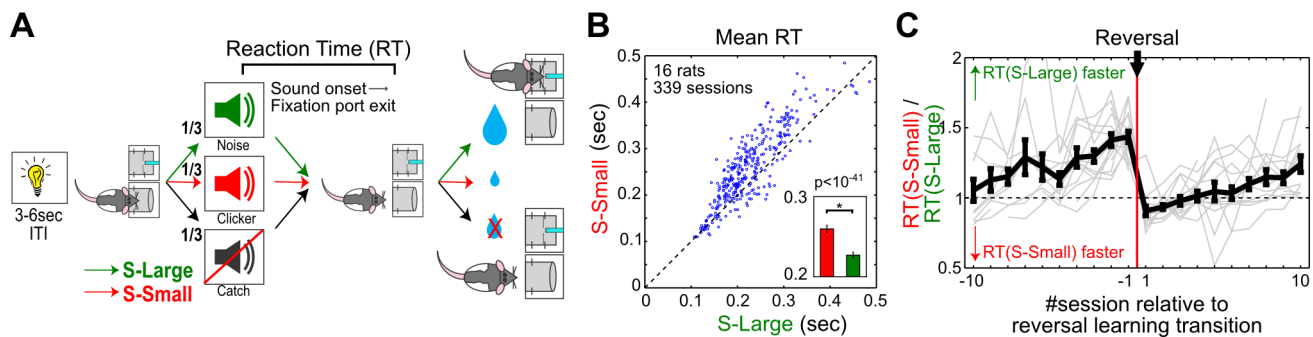 A
Reaction Time (RT)
Sound onset→
Fixation port exit
1/3
Noise
1/3
Clicker
1/3
Catch
3-6sec
ITI
S-Large
S-Small
B
Mean RT
16 rats
339 sessions
S-Small (sec)
0.5
0.4
0.3
0.2
0.1
0
0
0.1
0.2
0.3
0.4
0.5
S-Large (sec)
p<10-41
*
0.3
0.2
C
Reversal
RT(S-Large) faster
RT(S-Small) faster
RT(S-Small) /
RT(S-Large)
2
1.5
1
0.5
-10
-1
1
10
#session relative to
reversal learning transition